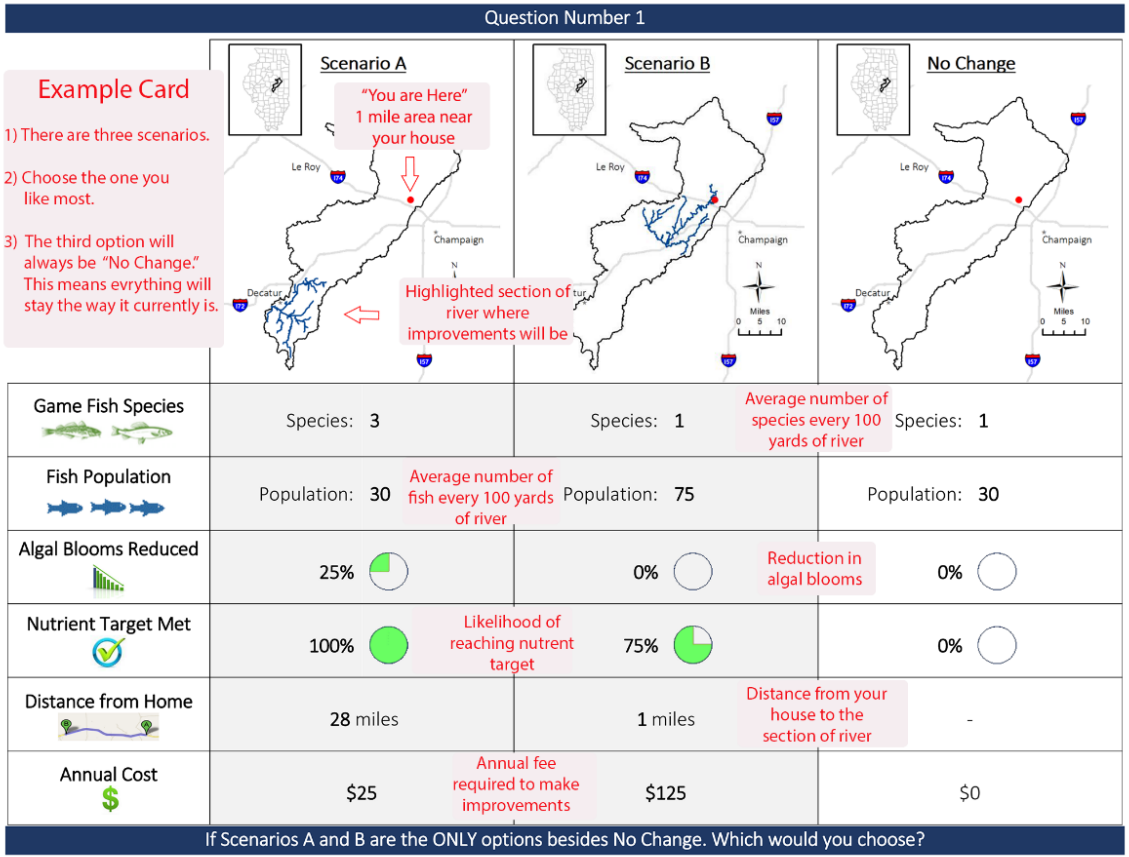 Question Number 1
Example Card
1) There are three scenarios.
2) Choose the one you
like most.
3) The third option will
always be "No Change."
This means evrything will
stay the way it currently is.
Scenario A
"You are Here"
1 mile area near
your house
Le Roy
74
Champaign
N
Decatur
172
57
Highlighted section of
river where
improvements will be
Scenario B
157
Le Roy
74
Champaign
N
Miles
0 5 10
tur
157
No Change
157
Le Roy
74
Champaign
N
Miles
0 5 10
Decatur
172
157
Game Fish Species
Species: 3
Species: 1
Average number of
species every 100
yards of river
Species: 1
Fish Population
Population: 30
Average number of
fish every 100 yards
of river
Population: 75
Population: 30
Algal Blooms Reduced
25%
0%
Reduction in
algal blooms
0%
Nutrient Target Met
100%
Likelihood of
reaching nutrent
target
75%
0%
Distance from Home
B
A
28 miles
1 miles
Distance from your
house to the
section of river
-
Annual Cost
$
$25
Annual fee
required to make
improvements
$125
$0
If Scenarios A and B are the ONLY options besides No Change. Which would you choose?